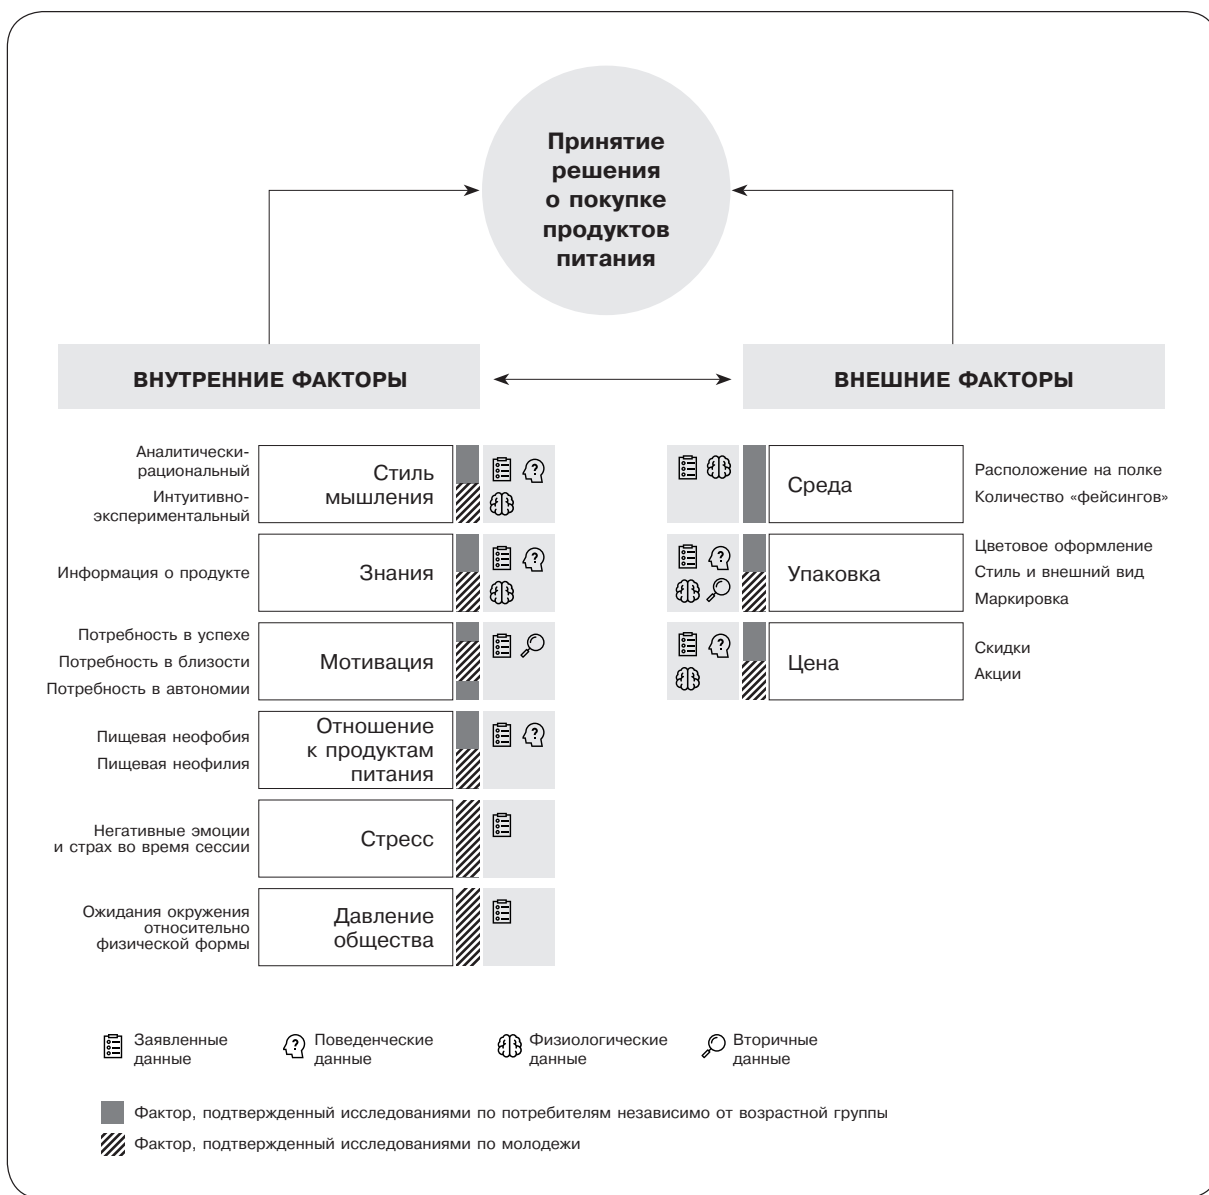 Принятие
решения
о покупке
продуктов
питания
ВНУТРЕННИЕ ФАКТОРЫ
ВНЕШНИЕ ФАКТОРЫ
Аналитически-
рациональный
Интуитивно-
экспериментальный
Стиль
мышления
Информация о продукте
Знания
Потребность в успехе
Потребность в близости
Потребность в автономии
Мотивация
Пищевая неофобия
Пищевая неофилия
Отношение
к продуктам
питания
Негативные эмоции
и страх во время сессии
Стресс
Ожидания окружения
относительно
физической формы
Давление
общества
Среда
Расположение на полке
Количество «фейсингов»
Упаковка
Цветовое оформление
Стиль и внешний вид
Маркировка
Цена
Скидки
Акции
Заявленные
данные
Поведенческие
данные
Физиологические
данные
Вторичные
данные
Фактор, подтвержденный исследованиями по потребителям независимо от возрастной группы
Фактор, подтвержденный исследованиями по молодежи